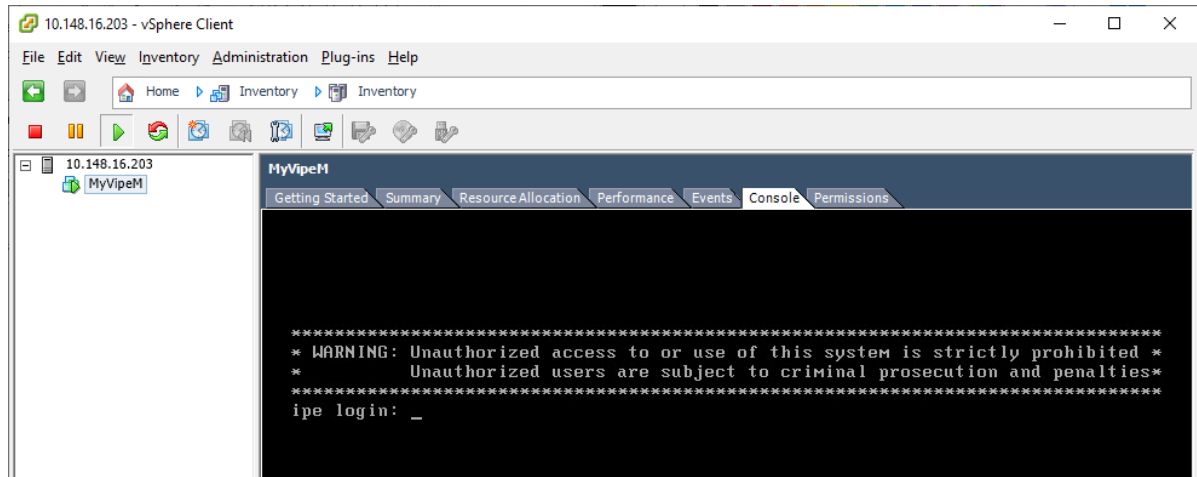 10.148.16.203 - vSphere Client
File Edit View Inventory Administration Plug-ins Help
Home Inventory Inventory
10.148.16.203
MyVipeM
MyVipeM
Getting Started Summary Resource Allocation Performance Events Console Permissions
********************************************************************************
* WARNING: Unauthorized access to or use of this system is strictly prohibited *
* Unauthorized users are subject to criminal prosecution and penalties*
********************************************************************************
ipe login: _